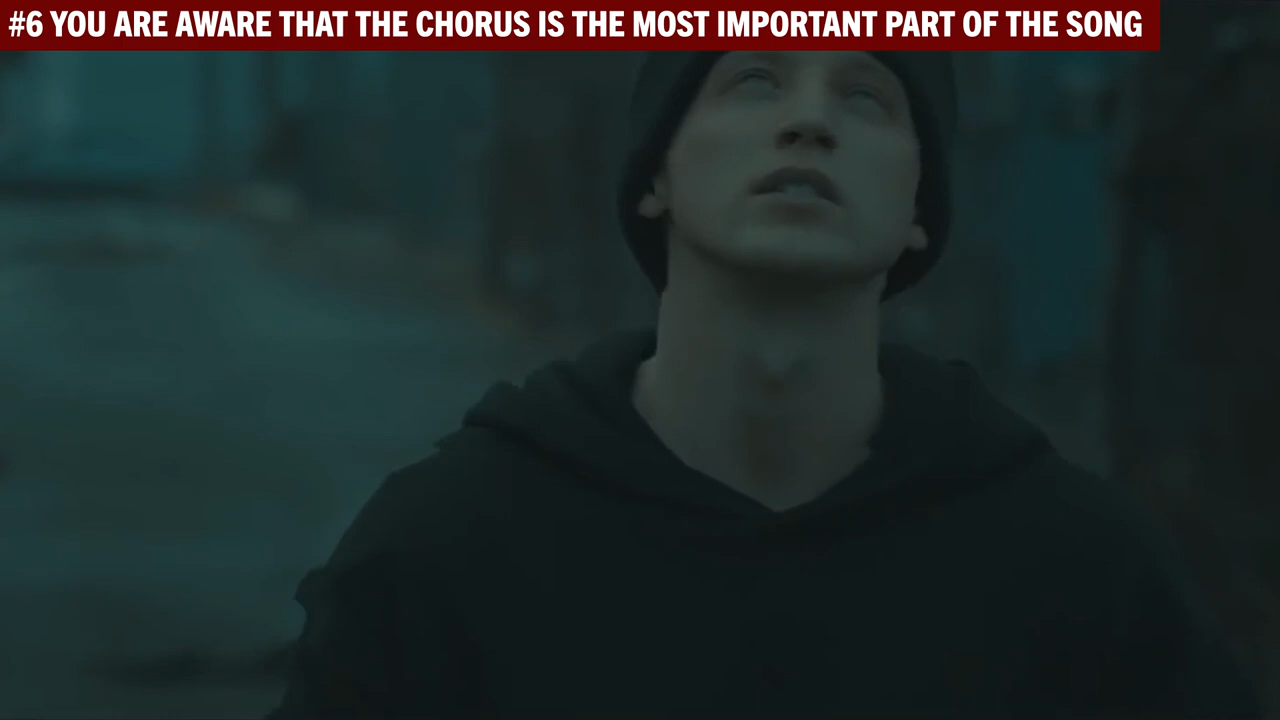 #6 YOU ARE AWARE THAT THE CHORUS IS THE MOST IMPORTANT PART OF THE SONG